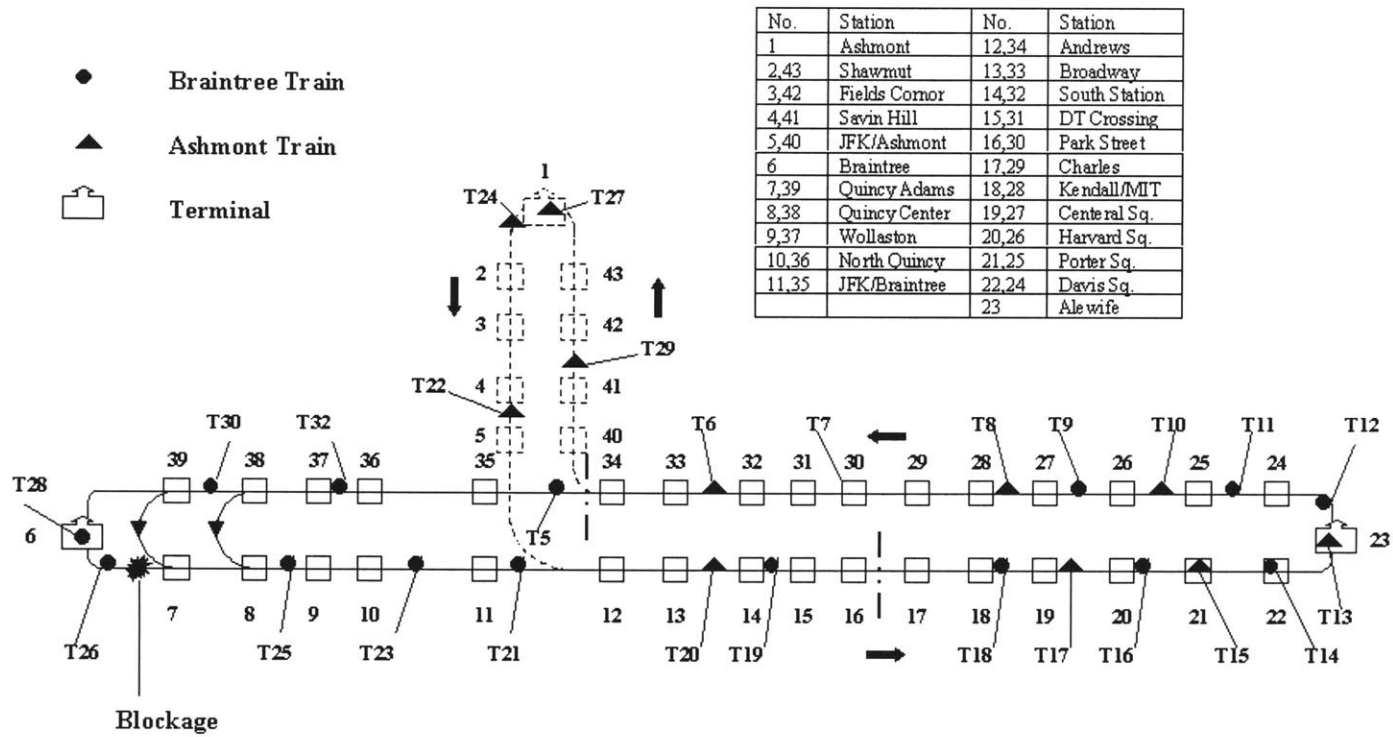 No. Station No. Station
1 Ashmont 12,34 Andrews
2,43 Shawmut 13,33 Broadway
3,42 Fields Cornor 14,32 South Station
4,41 Savin Hill 15,31 DT Crossing
5,40 JFK/Ashmont 16,30 Park Street
6 Braintree 17,29 Charles
7,39 Quincy Adams 18,28 Kendall/MIT
8,38 Quincy Center 19,27 Centeral Sq.
9,37 Wollaston 20,26 Harvard Sq.
10,36 North Quincy 21,25 Porter Sq.
11,35 JFK/Braintree 22,24 Davis Sq.
23 Alewife
Braintree Train
Ashmont Train
Terminal
1
T24 T27
2 43
3 42
T29
T22 4 41
5 40
T30 T32 T6 T7 T8 T9 T10 T11 T12
39 38 37 36 35 34 33 32 31 30 29 28 27 26 25 24
T28
6 T5 23
7 8 9 10 11 12 13 14 15 16 17 18 19 20 21 22 T13
T26 T25 T23 T21 T20 T19 T18 T17 T16 T15 T14
Blockage